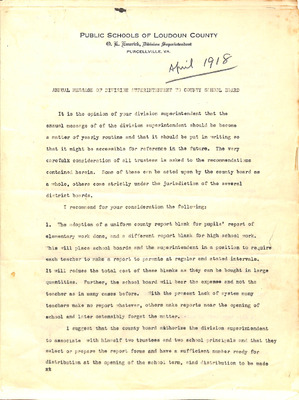 PUBLIC SCHOOLS OF LOUDOUN COUNTY
O. L. Emerick, Division Superintendent
PURCELLVILLE, VA.
April 1918
ANNUAL MESSAGE OF DIVISION SUPERINTENDENT TO COUNTY SCHOOL BOARD
It is the opinion of your division superintendent that the
annual message of of the division superintendent should be become
a matter of yearly routine and that it should be put in writing so
that it might be accessible for reference in the future. The very
carefulx consideration of all trustees is asked to the recommendations
contained herein. Some of these can be acted upon by the county board as
a whole, others come strictly under the jurisdiction of the several
district boards.
I recommend for your consideration the following:
1. The adoption of a uniform county report blank for pupils' report of
elementary work done, and a different report blank for high school work.
This will place school boards and the superintendent in a position to require
each teacher to make a report to parents at regular and stated intervals.
It will reduce the total cost of these blanks as they can be bought in large
quantities. Further, the school board will bear the expense and not the
teacher as in many cases before. With the present lack of system many
teachers make no report whatever, others make reports near the opening of
school and later ostensibly forget the matter.
I suggest that the county board authorize the division superintendent
to associate with himself two trustees and two school principals and that they
select or prepare the report forms and have a sufficient number ready for
distribution at the opening of the school term, said distribution to be made